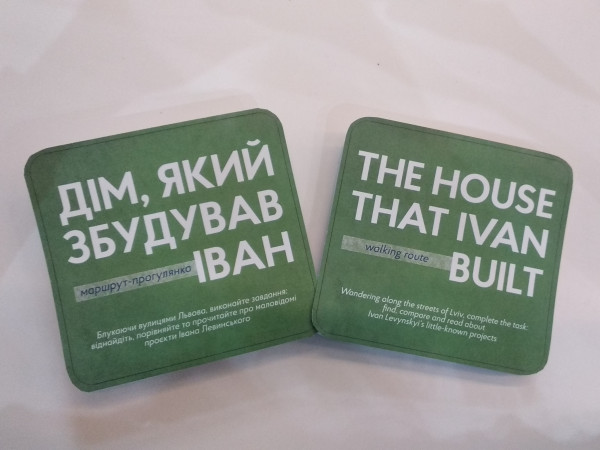 ДІМ, ЯКИЙ
ЗБУДУВАВ
маршрут-прогулянка ІВАН
Блукаючи вулицями Львова, виконайте завдання:
віднайдіть, порівняйте та прочитайте про маловідомі
проєкти Івана Левинського
THE HOUSE
THAT IVAN
walking route BUILT
Wandering along the streets of Lviv, complete the task:
find, compare and read about
Ivan Levynskyi's little-known projects